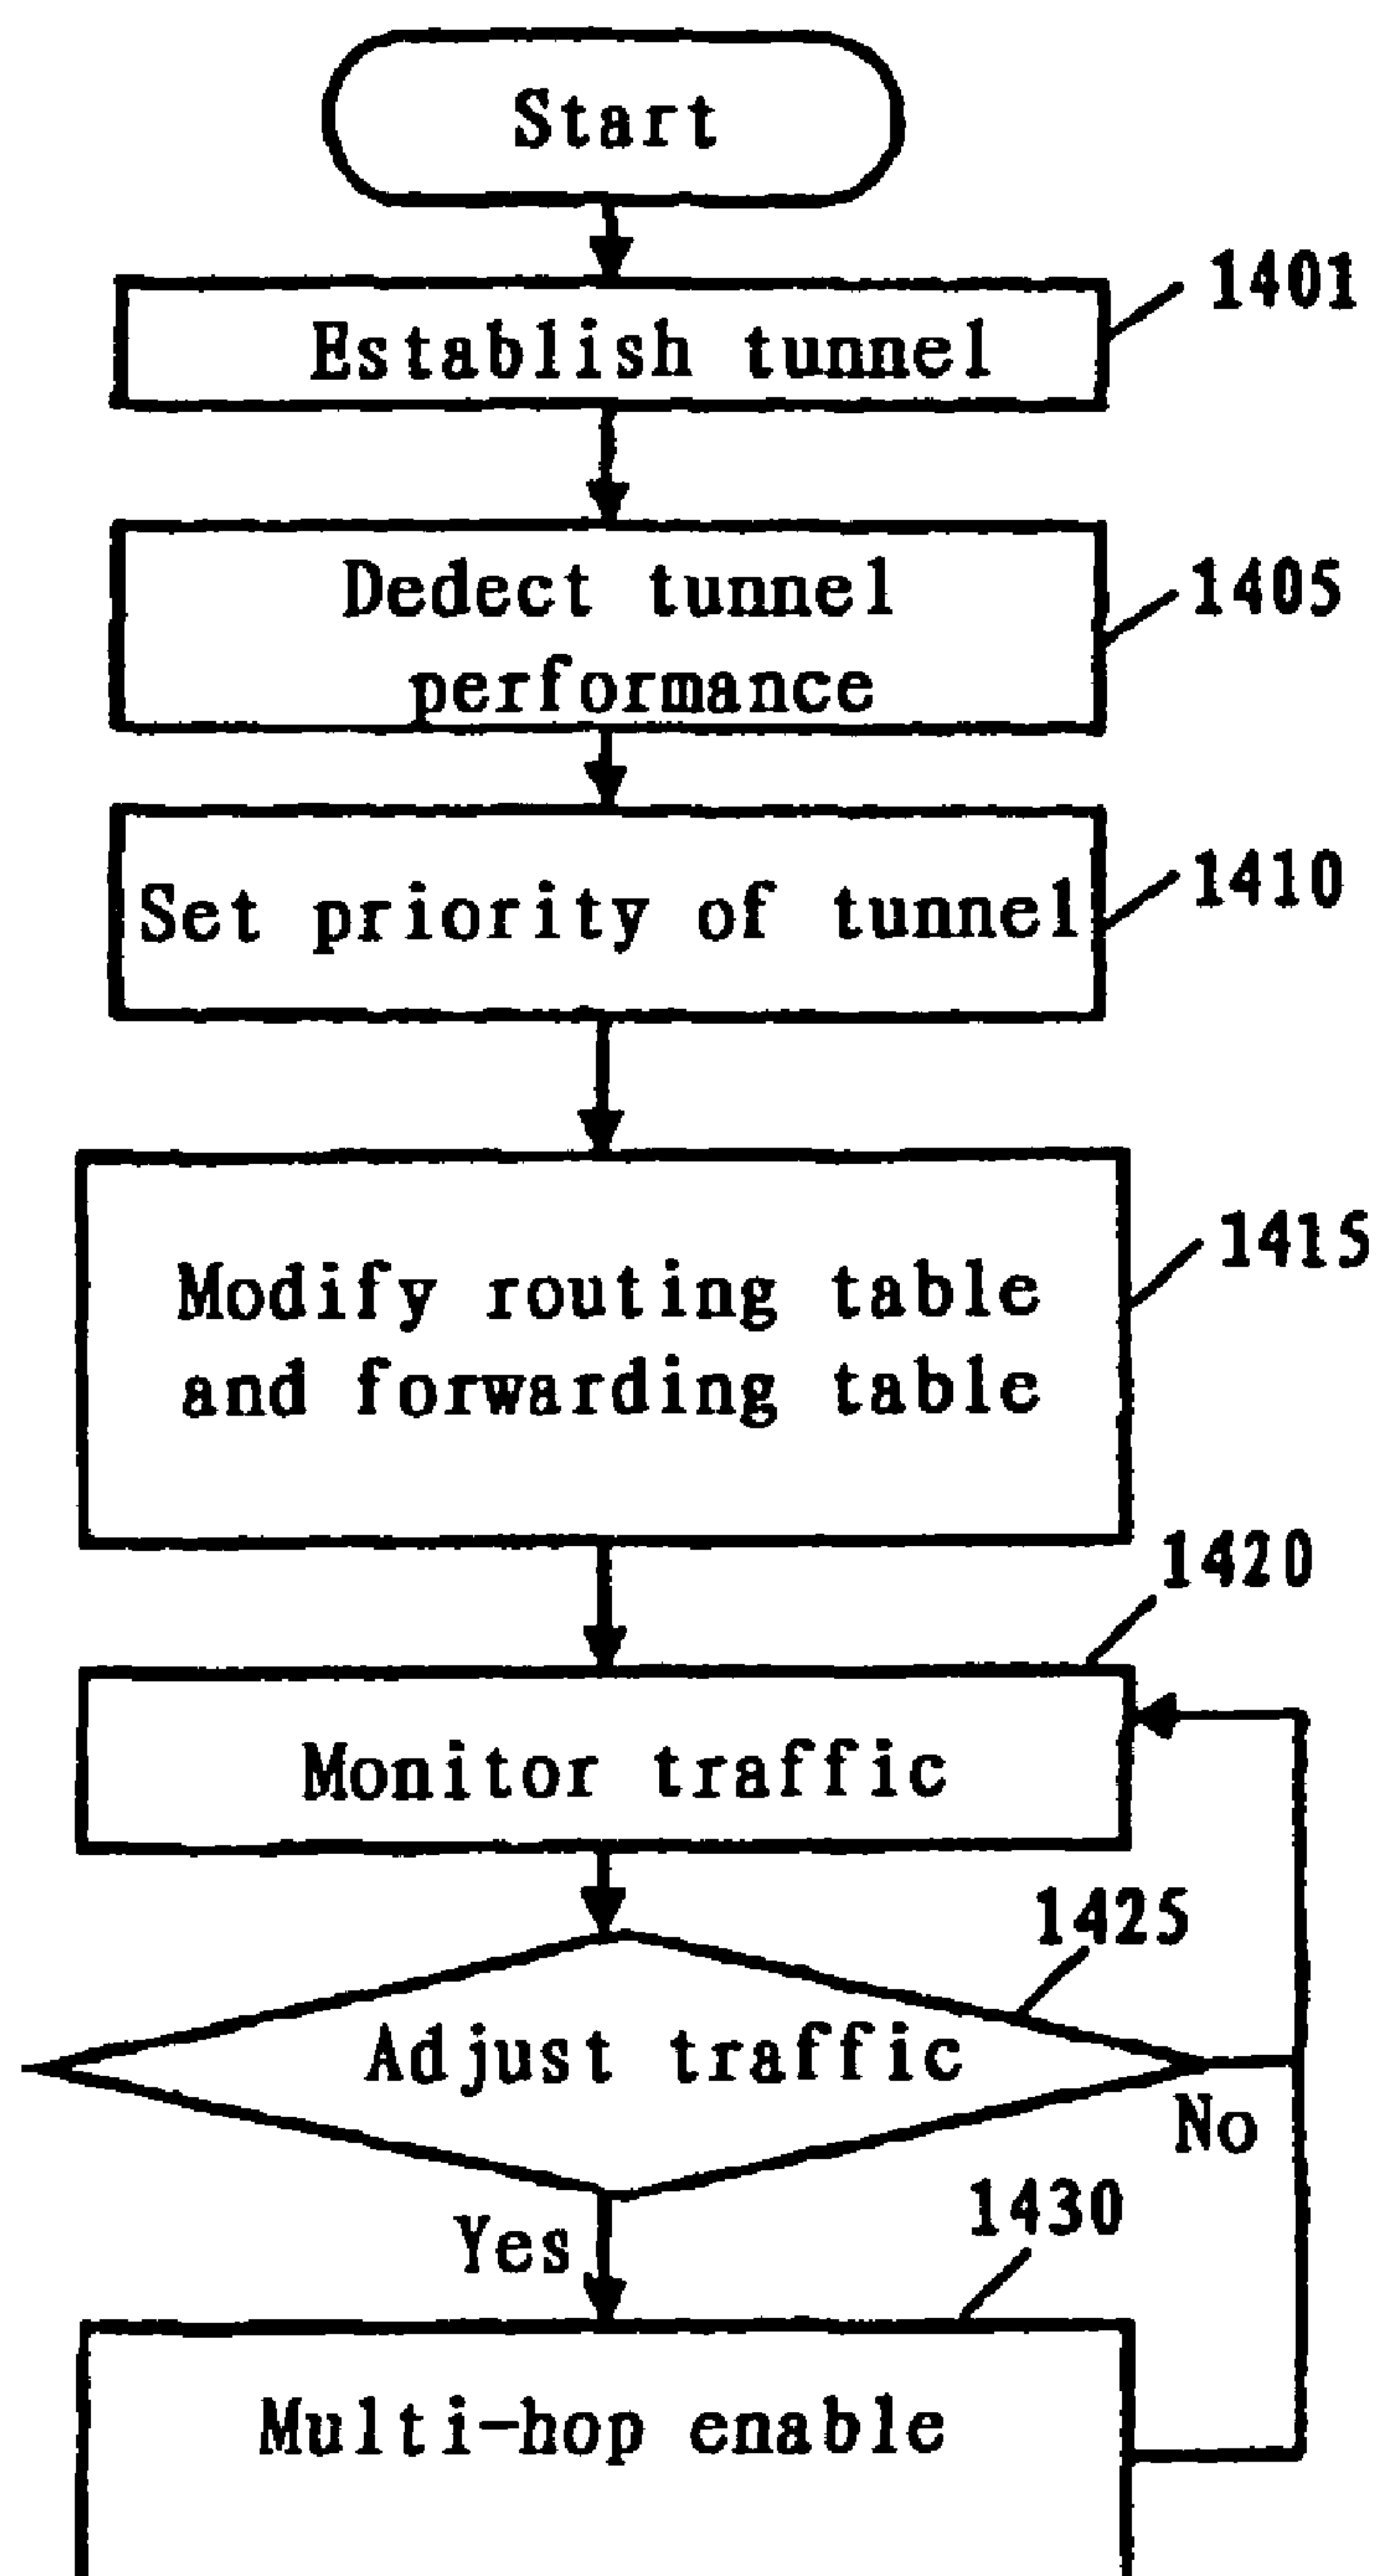 Start
1401
Establish tunnel
1405
Dedect tunnel
performance
1410
Set priority of tunnel
1415
Modify routing table
and forwarding table
1420
Monitor traffic
1425
Adjust traffic
No
1430
Yes
Multi-hop enable